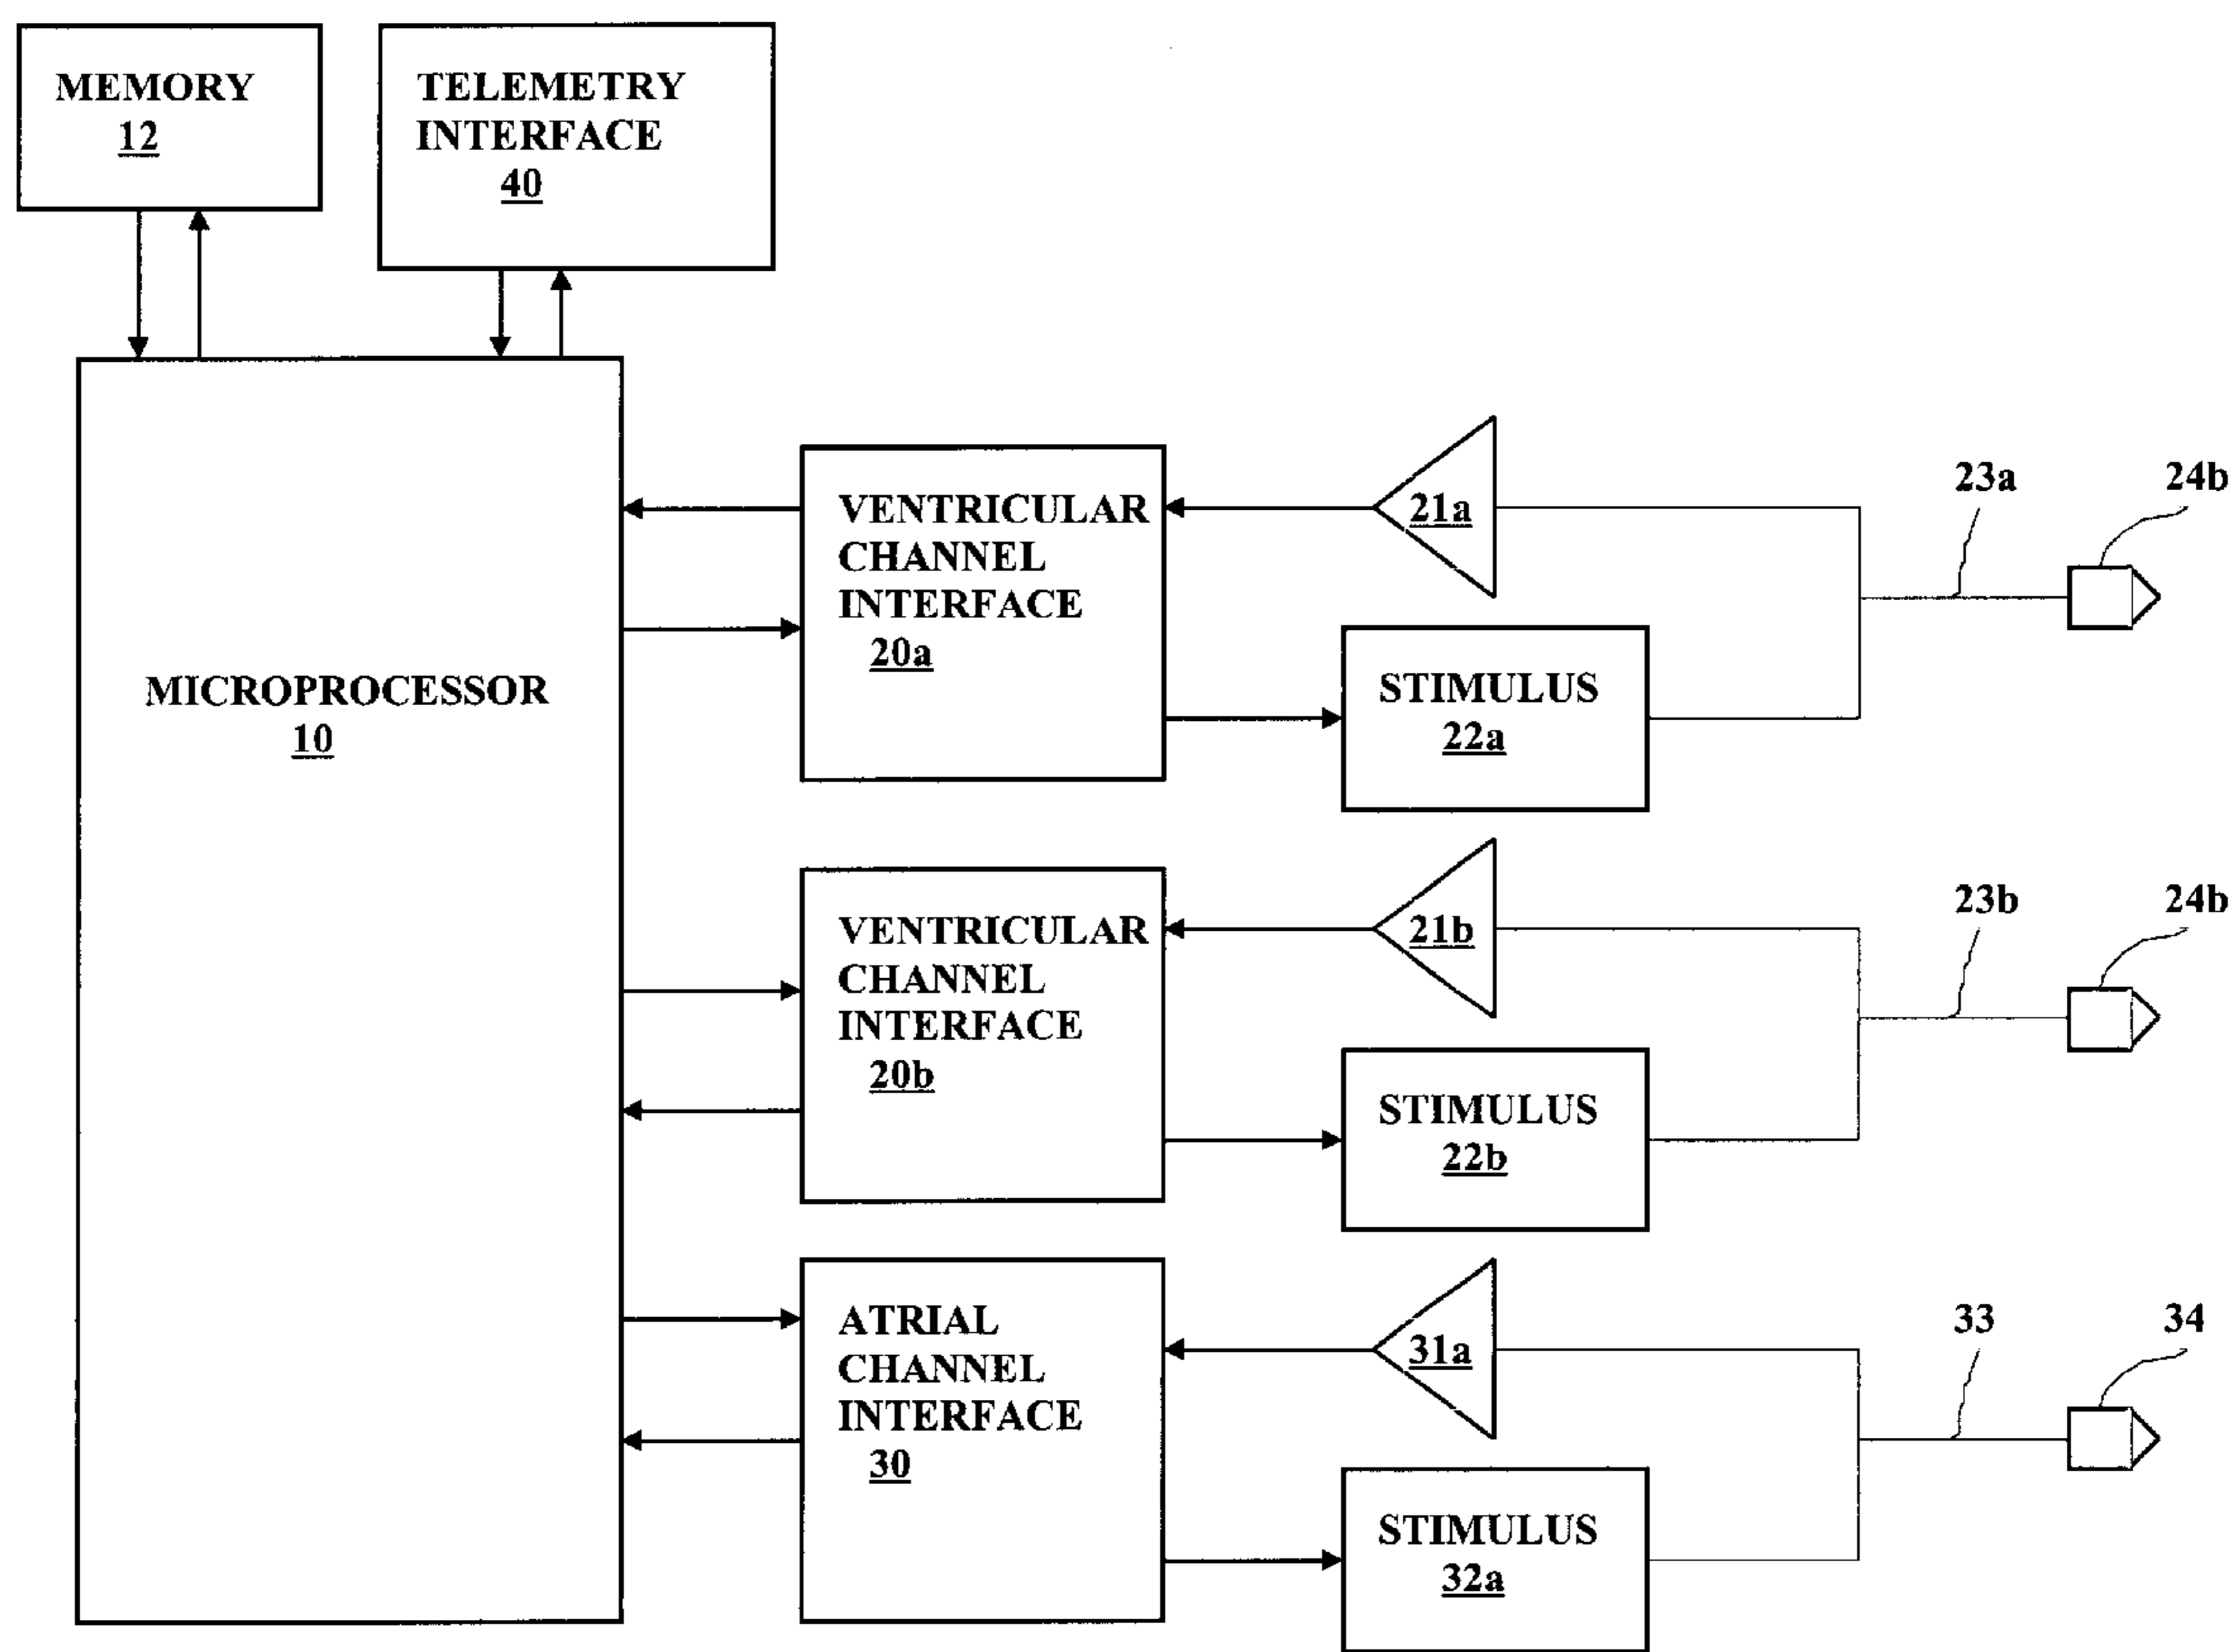 MEMORY
12
TELEMETRY
INTERFACE
40
MICROPROCESSOR
10
VENTRICULAR
CHANNEL
INTERFACE
20a
21a
STIMULUS
22a
23a
24b
VENTRICULAR
CHANNEL
INTERFACE
20b
21b
STIMULUS
22b
23b
24b
ATRIAL
CHANNEL
INTERFACE
30
31a
STIMULUS
32a
33
34